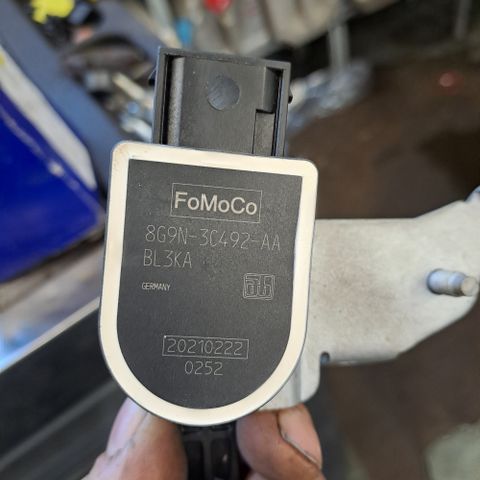 FoMoCo
8G9N-3C492-AA
BL3KA
GERMANY
20210222
0252